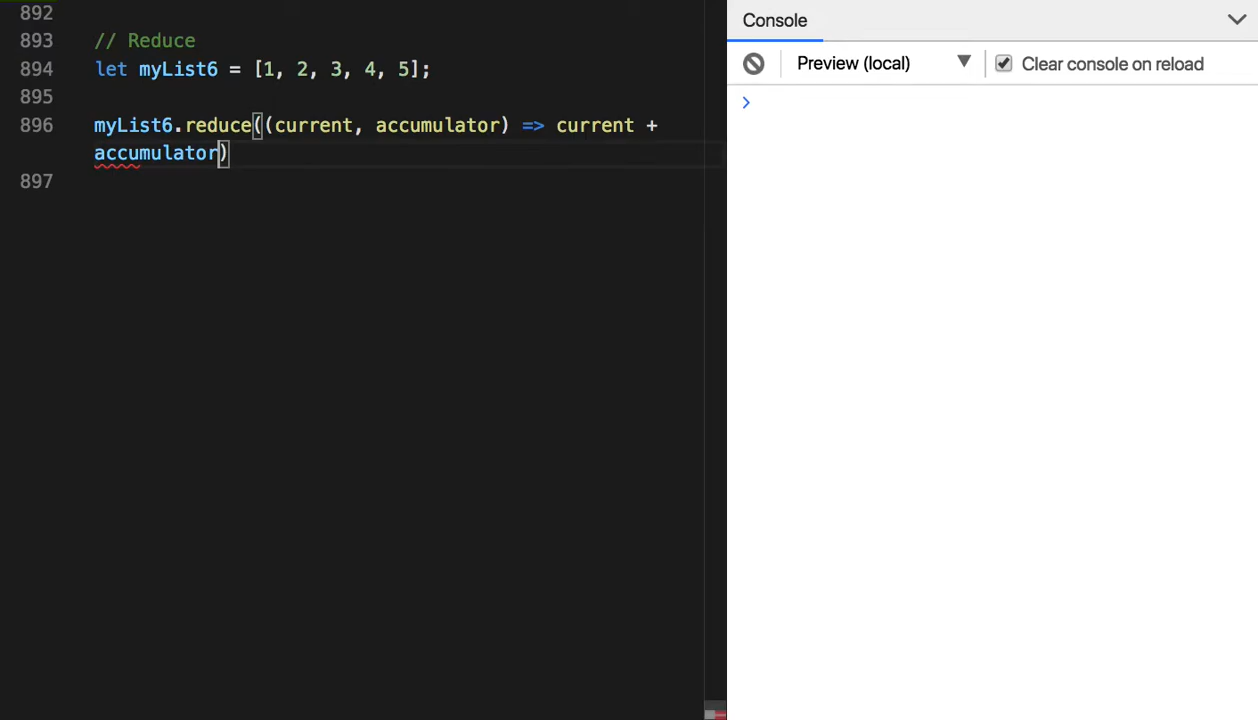 892
893 // Reduce
894 let myList6 = [1, 2, 3, 4, 5];
895
896 myList6.reduce((current, accumulator) => current +
accumulator)
897
Console
Preview (local) Clear console on reload
>